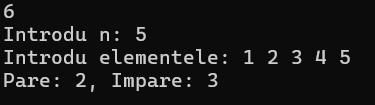 6
Introdu n: 5
Introdu elementele: 1 2 3 4 5
Pare: 2, Impare: 3